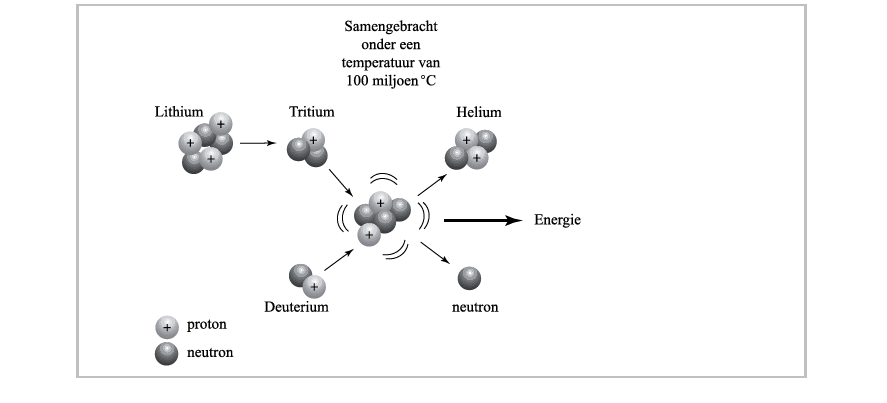 Samengebracht
onder een
temperatuur van
100 miljoen °C
Lithium
Tritium
Helium
+
+
+
+
+
+
+
+
Energie
+
Deuterium
neutron
+ proton
neutron